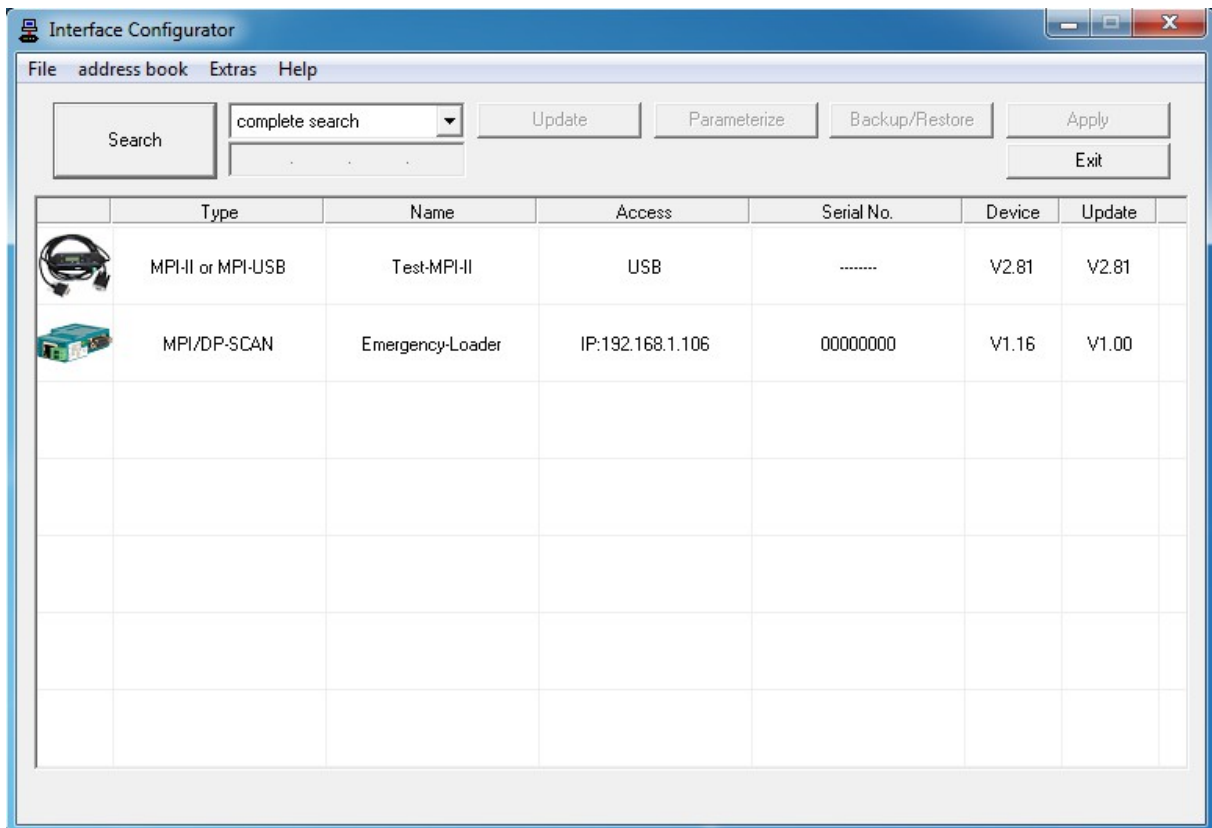 Interface Configurator
File address book Extras Help
Search complete search Update Parameterize Backup/Restore Apply
. . . Exit
Type Name Access Serial No. Device Update
MPI-II or MPI-USB Test-MPI-II USB -------- V2.81 V2.81
MPI/DP-SCAN Emergency-Loader IP:192.168.1.106 00000000 V1.16 V1.00